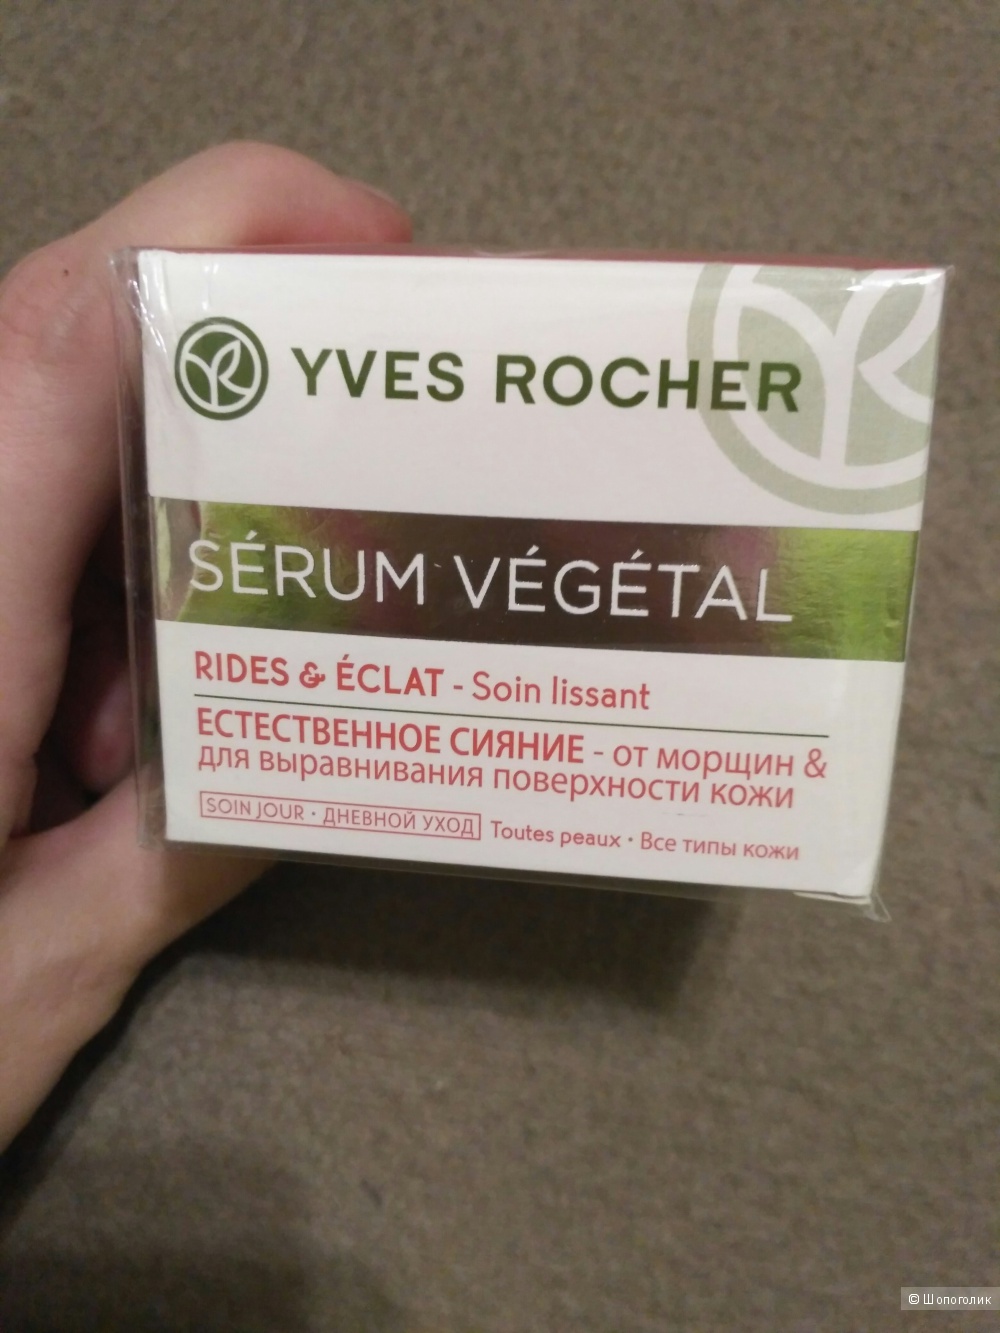 YVES ROCHER
SÉRUM VÉGÉTAL
RIDES & ÉCLAT - Soin lissant
ЕСТЕСТВЕННОЕ СИЯНИЕ - от морщин &
для выравнивания поверхности кожи
SOIN JOUR · ДНЕВНОЙ УХОД Toutes peaux · Все типы кожи
© Шопоголик